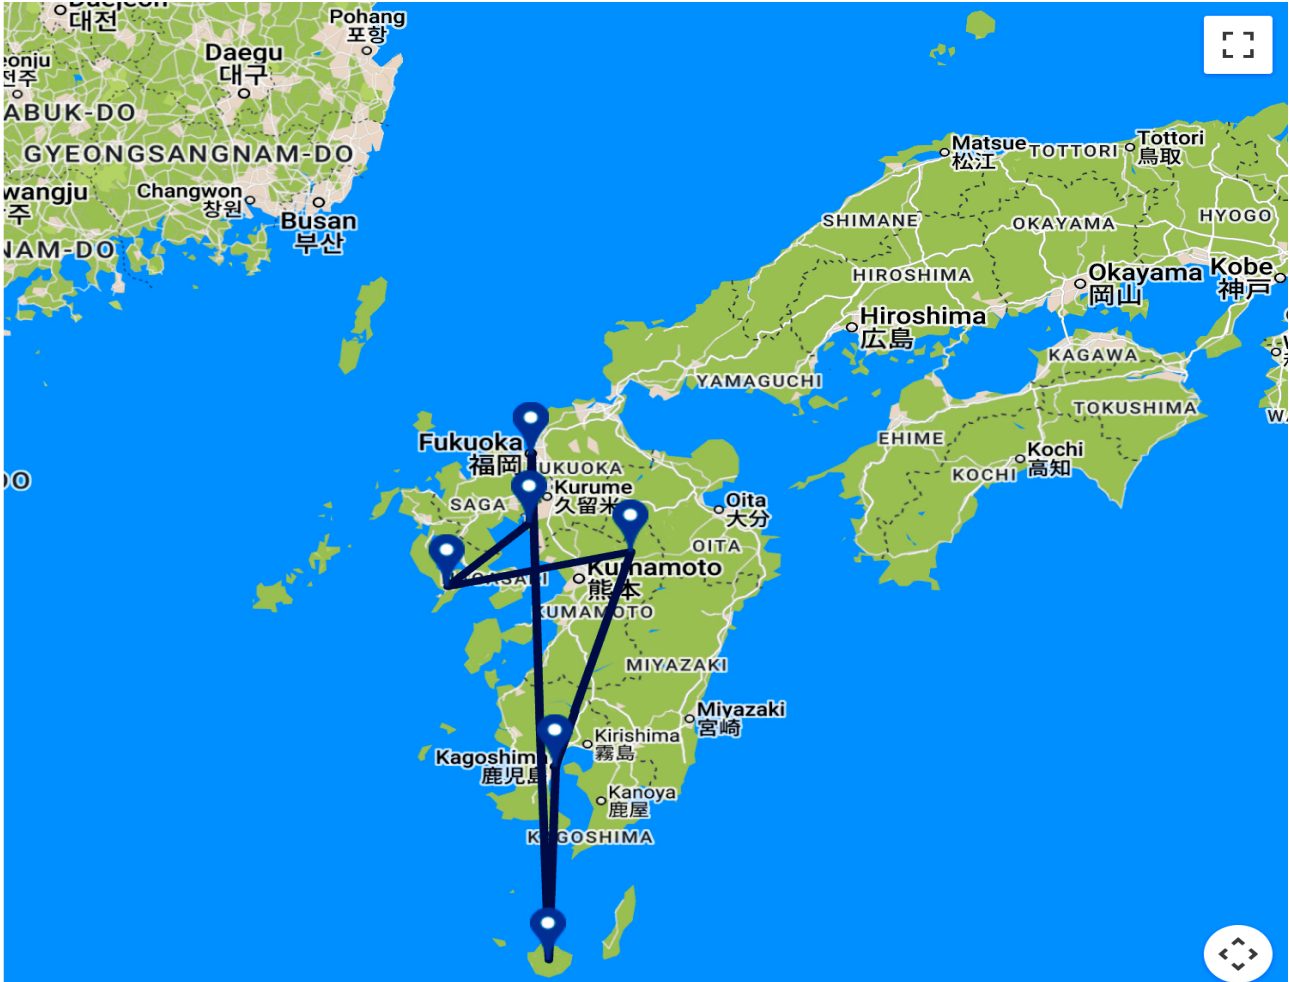 대전
Pohang
포항
Daegu
대구
전주
ABUK-DO
GYEONGSANGNAM-DO
Changwon
창원
Busan
부산
NAM-DO
Matsue
松江
TOTTORI
Tottori
鳥取
SHIMANE
OKAYAMA
HYOGO
HIROSHIMA
Okayama
岡山
Kobe
神戸
Hiroshima
広島
YAMAGUCHI
KAGAWA
TOKUSHIMA
EHIME
Kochi
高知
KOCHI
Fukuoka
福岡
UKUOKA
SAGA
Kurume
久留米
Oita
大分
OITA
Kumamoto
熊本
KUMAMOTO
MIYAZAKI
Miyazaki
宮崎
Kirishima
霧島
Kagoshim
鹿児島
Kanoya
鹿屋
KAGOSHIMA